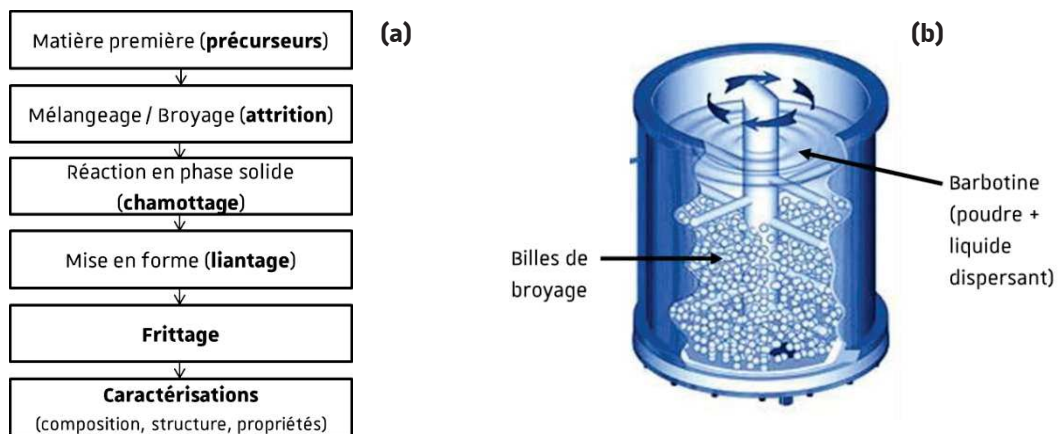 (a)
Matière première (précurseurs)
Mélangeage / Broyage (attrition)
Réaction en phase solide
(chamottage)
Mise en forme (liantage)
Frittage
Caractérisations
(composition, structure, propriétés)
(b)
Billes de
broyage
Barbotine
(poudre +
liquide
dispersant)